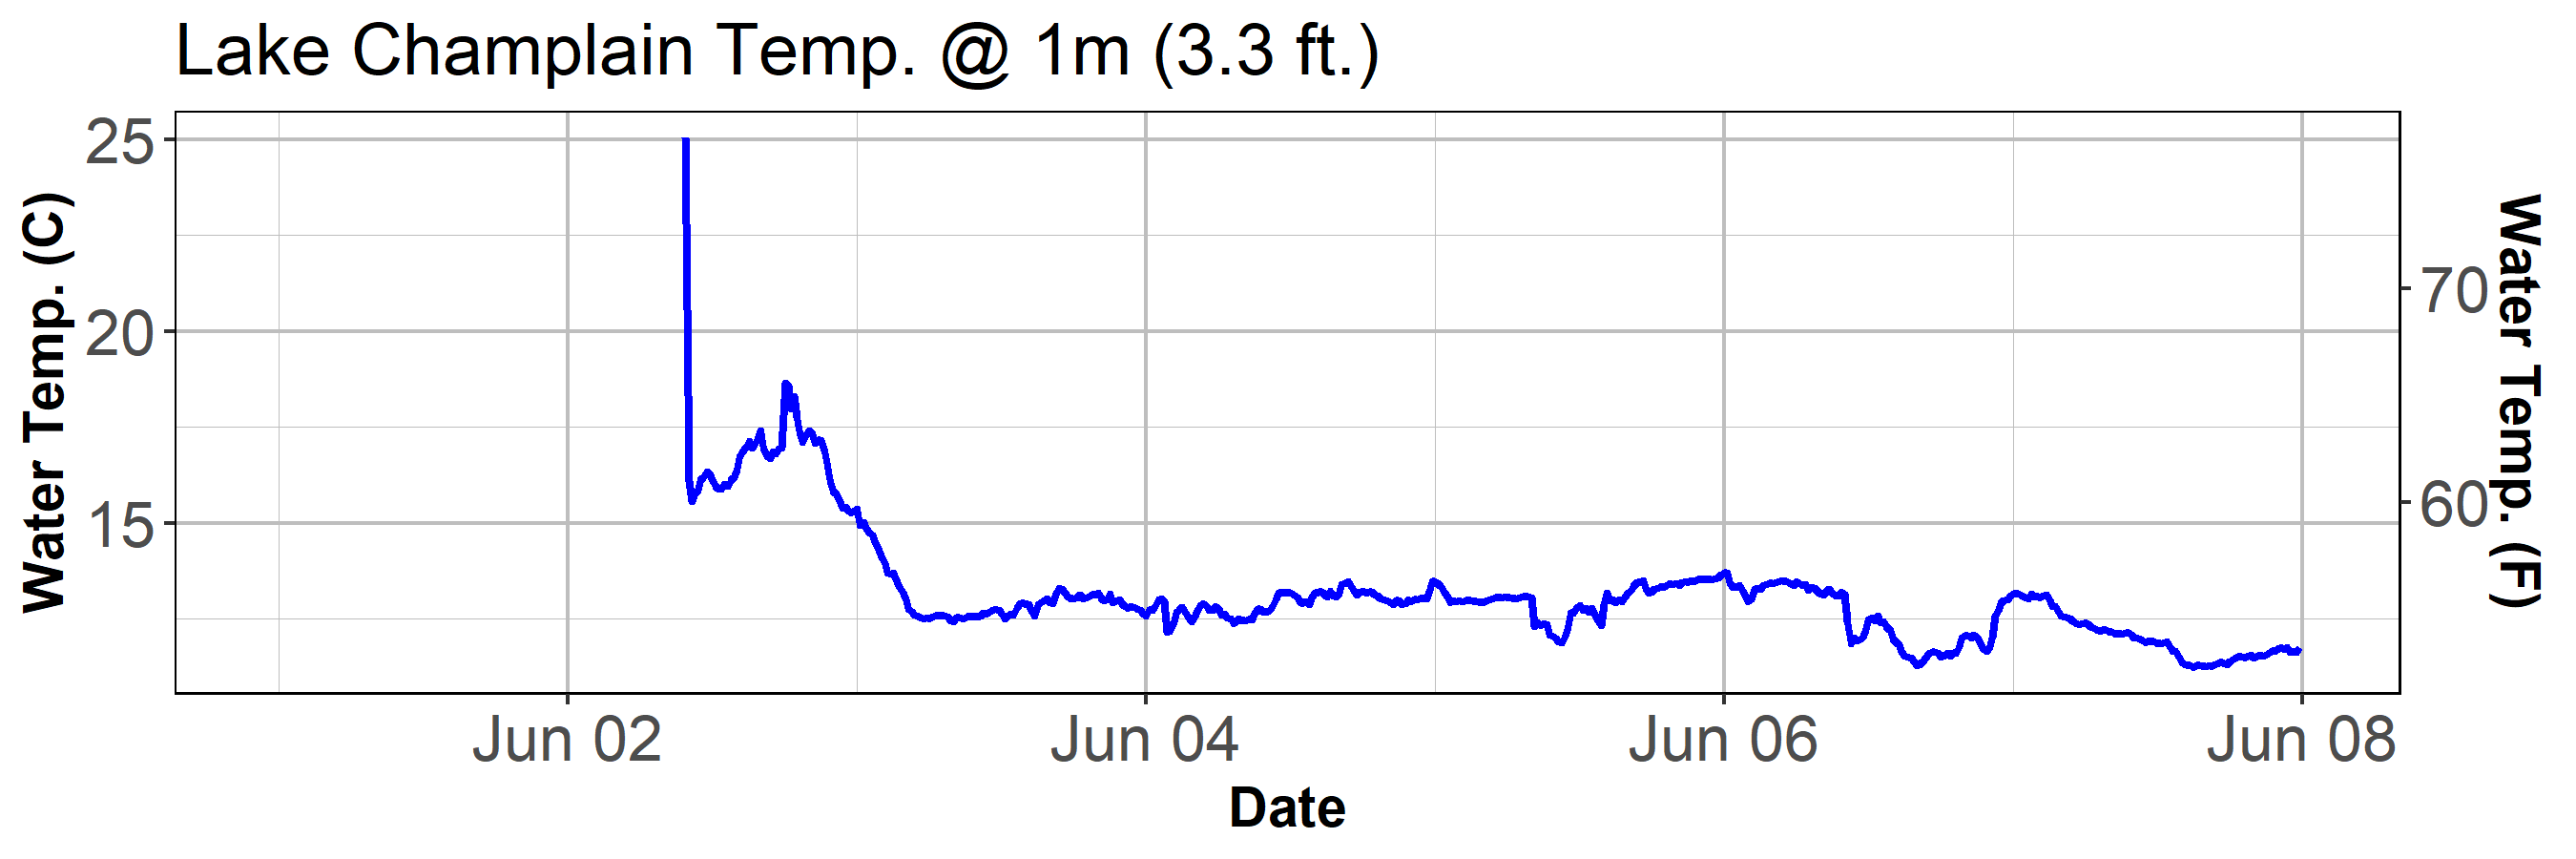 Lake Champlain Temp. @ 1m (3.3 ft.)
Water Temp. (C)
25
20
15
70
60
Water Temp. (F)
Jun 02 Jun 04 Jun 06 Jun 08
Date